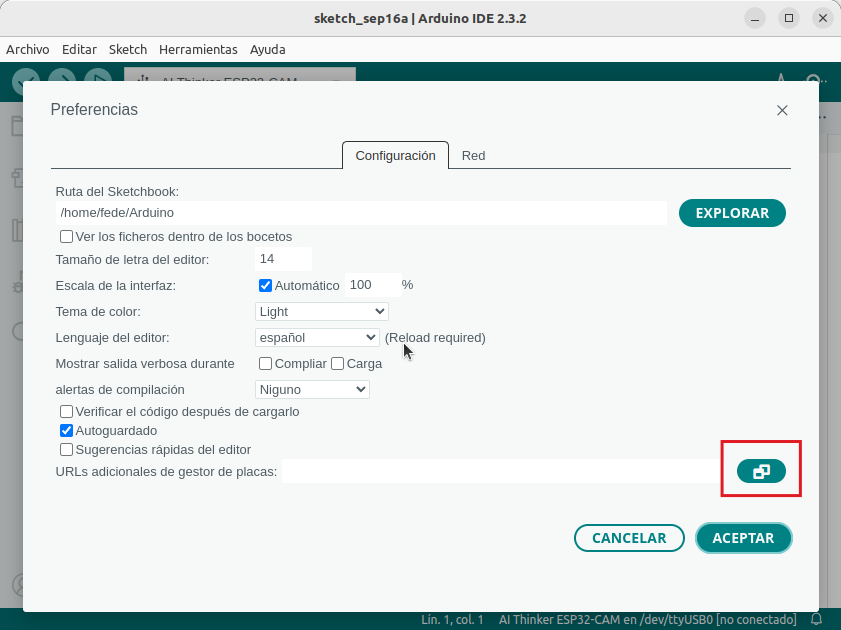 sketch_sep16a | Arduino IDE 2.3.2
Archivo Editar Sketch Herramientas Ayuda
AI Thinker ESP32-CAM
Preferencias
Configuración Red
Ruta del Sketchbook:
/home/fede/Arduino EXPLORAR
Ver los ficheros dentro de los bocetos
Tamaño de letra del editor: 14
Escala de la interfaz: Automático 100 %
Tema de color: Light
Lenguaje del editor: español (Reload required)
Mostrar salida verbosa durante Compliar Carga
alertas de compilación Niguno
Verificar el código después de cargarlo
Autoguardado
Sugerencias rápidas del editor
URLs adicionales de gestor de placas:
CANCELAR ACEPTAR
Lín. 1, col. 1 AI Thinker ESP32-CAM en /dev/ttyUSB0 [no conectado]